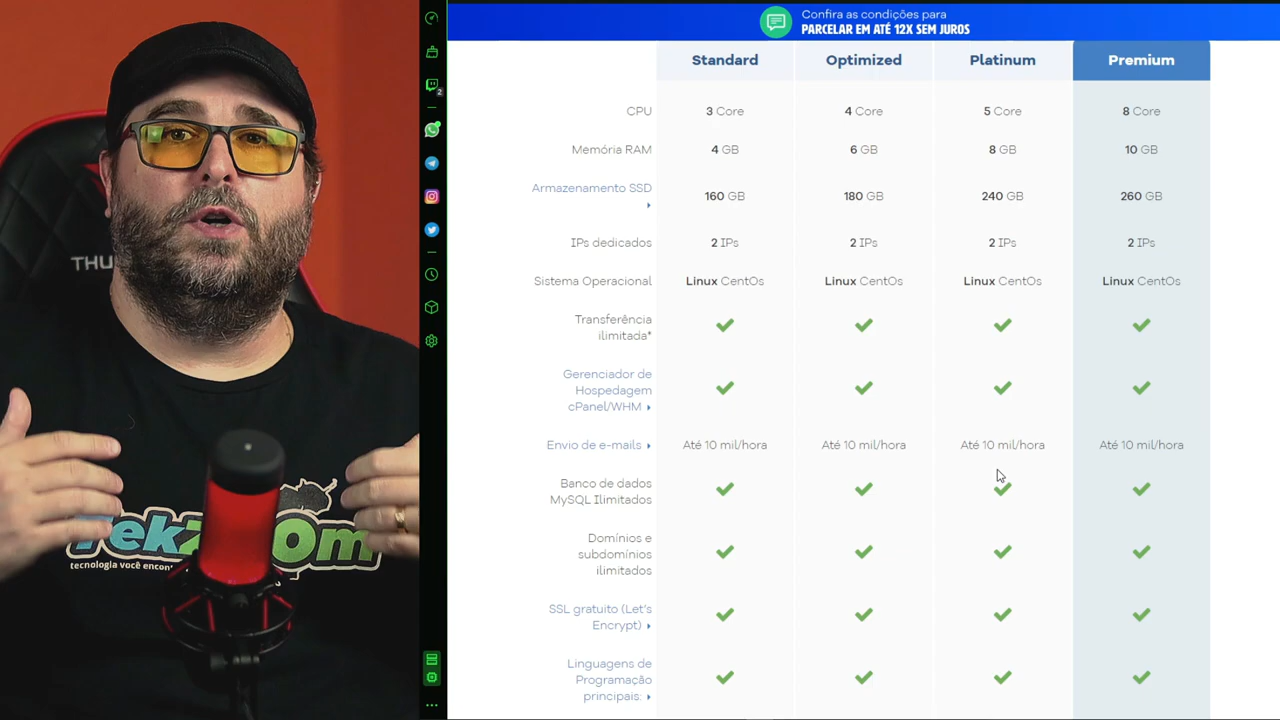 Confira as condições para
PARCELAR EM ATÉ 12X SEM JUROS
Standard Optimized Platinum Premium
CPU 3 Core 4 Core 5 Core 8 Core
Memória RAM 4 GB 6 GB 8 GB 10 GB
Armazenamento SSD 160 GB 180 GB 240 GB 260 GB
IPs dedicados 2 IPs 2 IPs 2 IPs 2 IPs
Sistema Operacional Linux CentOs Linux CentOs Linux CentOs Linux CentOs
Transferência
ilimitada*
Gerenciador de
Hospedagem
cPanel/WHM
Envio de e-mails Até 10 mil/hora Até 10 mil/hora Até 10 mil/hora Até 10 mil/hora
Banco de dados
MySQL Ilimitados
Domínios e
subdomínios
ilimitados
SSL gratuito (Let's
Encrypt)
Linguagens de
Programação
principais:
2
THU
tecnologia você encon